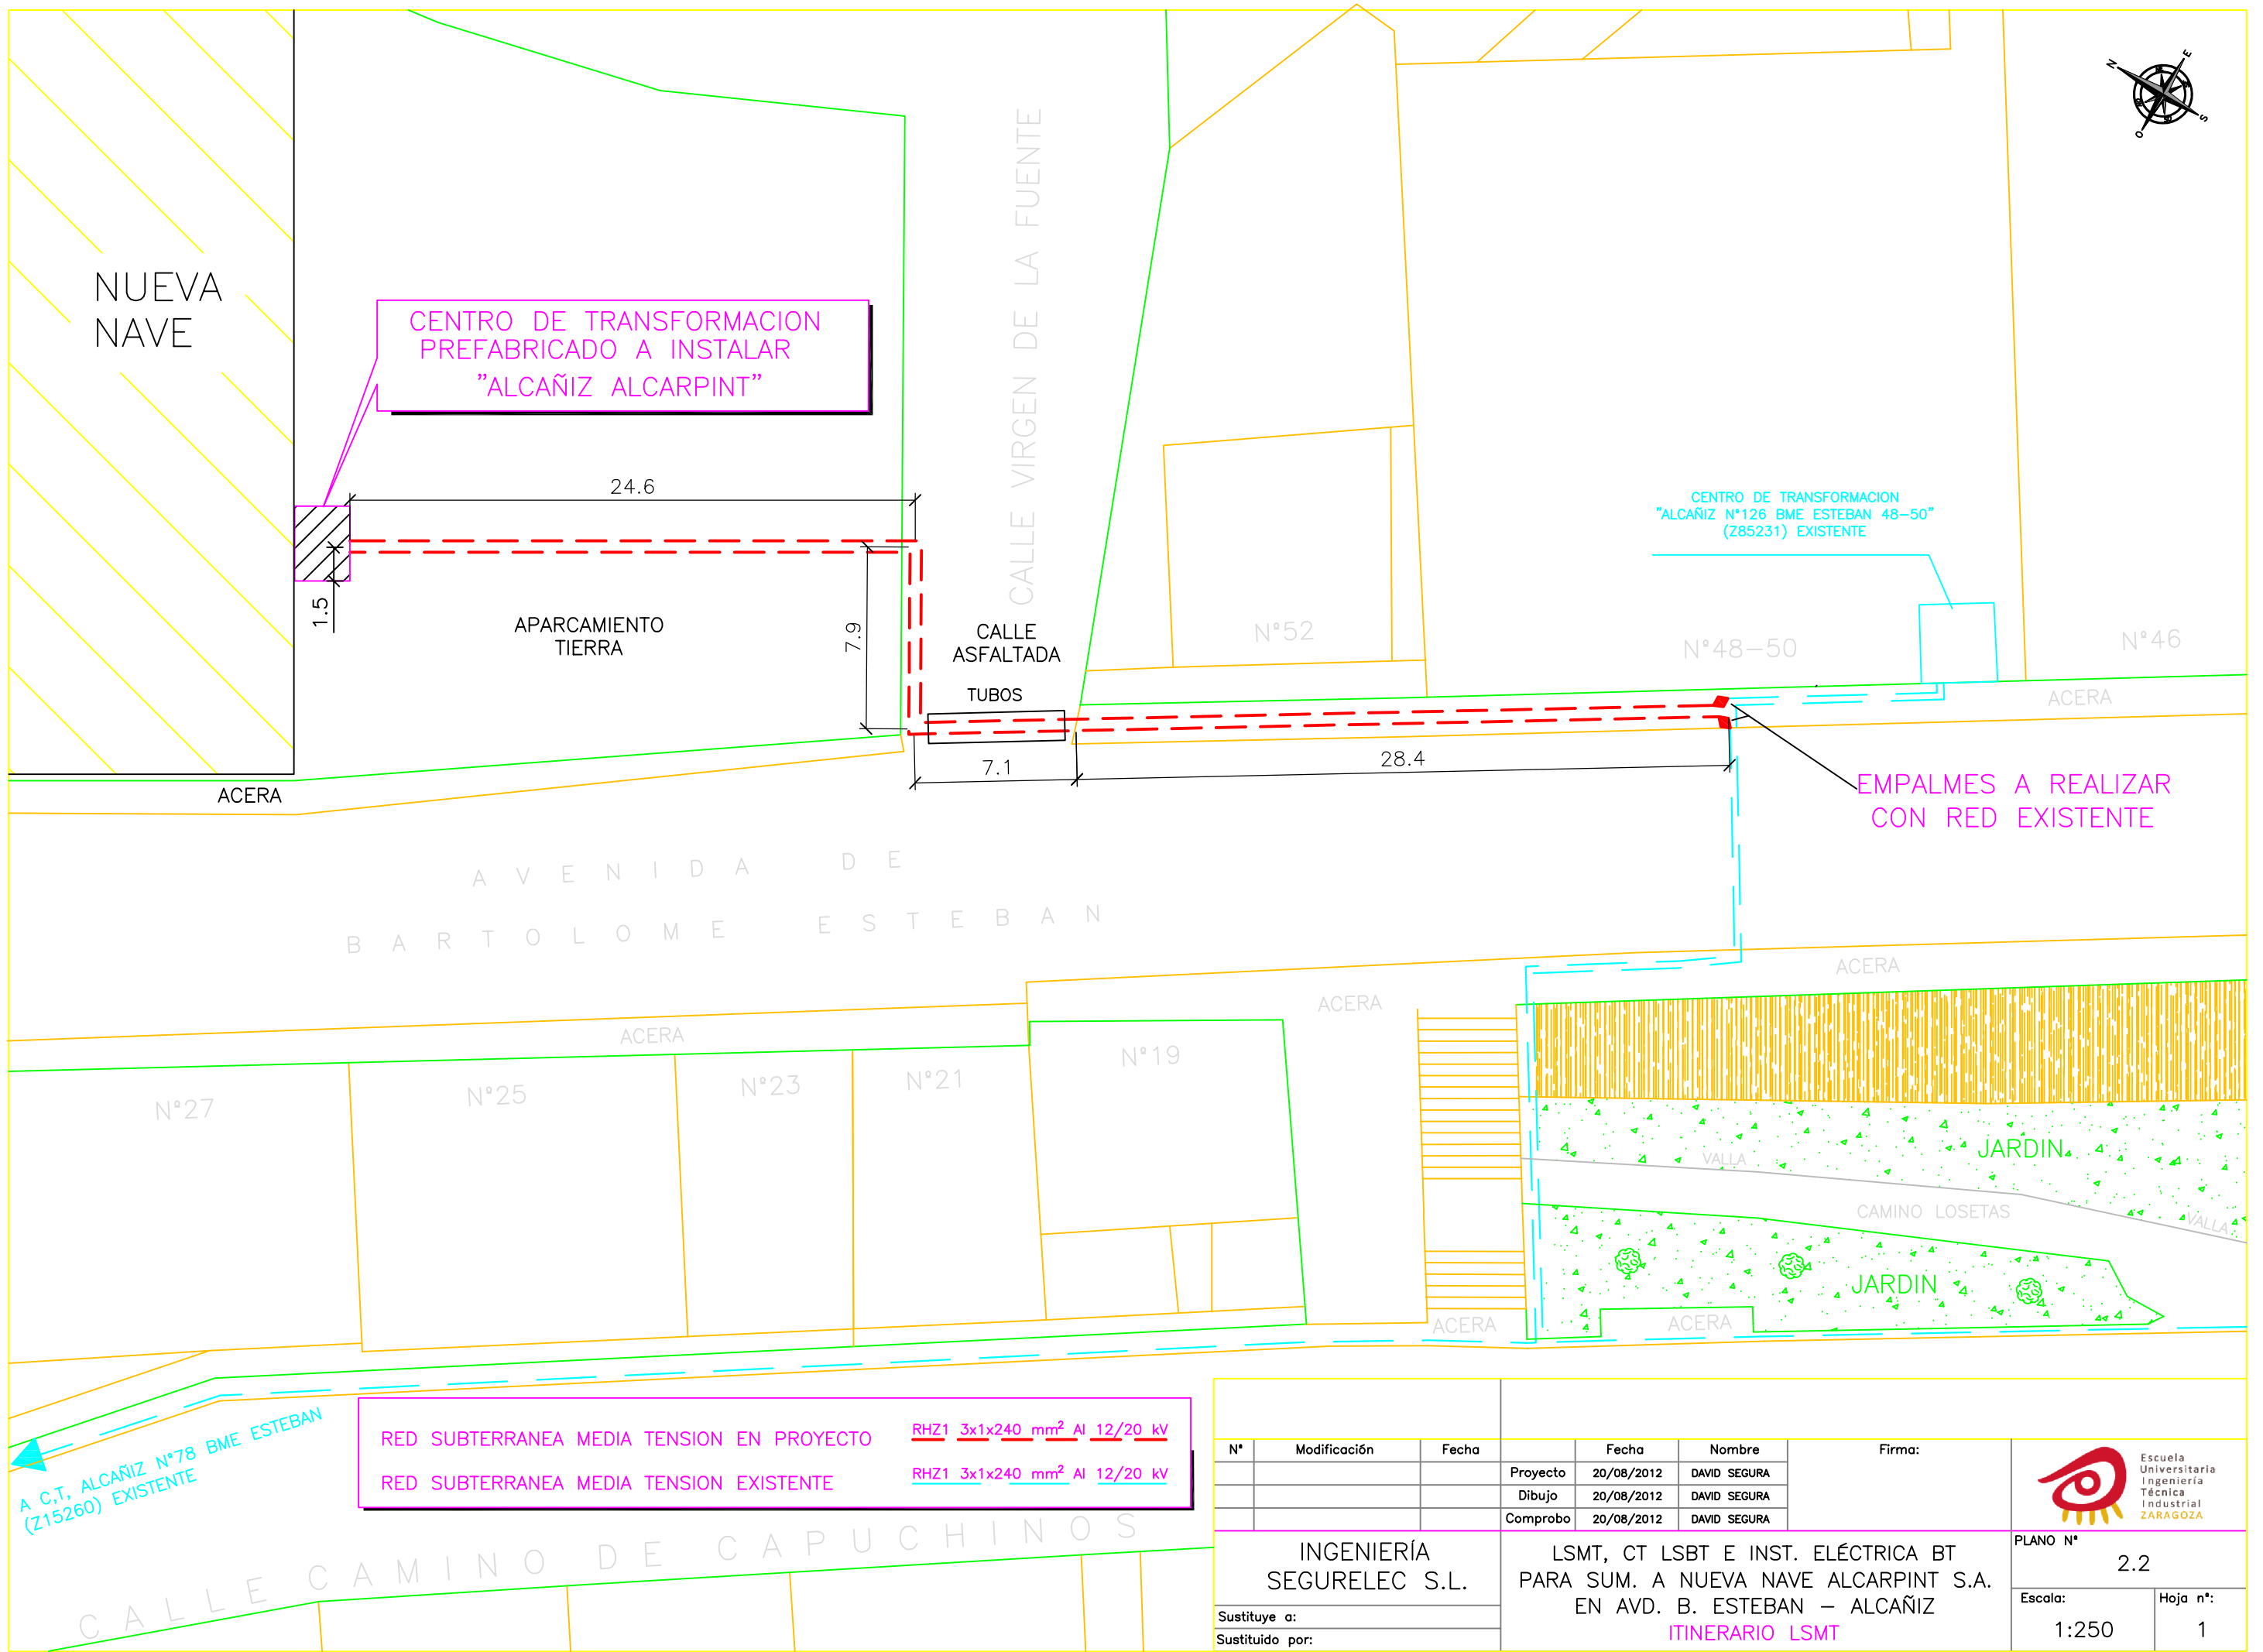 NUEVA
NAVE
CENTRO DE TRANSFORMACION
PREFABRICADO A INSTALAR
"ALCAÑIZ ALCARPINT"
CALLE VIRGEN DE LA FUENTE
N
E
S
O
24.6
1.5
7.9
APARCAMIENTO
TIERRA
CALLE
ASFALTADA
TUBOS
7.1
28.4
CENTRO DE TRANSFORMACION
"ALCAÑIZ Nº126 BME ESTEBAN 48-50"
(Z85231) EXISTENTE
Nº52
Nº48-50
Nº46
ACERA
ACERA
EMPALMES A REALIZAR
CON RED EXISTENTE
AVENIDA DE
BARTOLOME ESTEBAN
ACERA
ACERA
ACERA
Nº27
Nº25
Nº23
Nº21
Nº19
JARDIN
VALLA
CAMINO LOSETAS
VALLA
JARDIN
ACERA
ACERA
A C,T, ALCAÑIZ Nº78 BME ESTEBAN
(Z15260) EXISTENTE
RED SUBTERRANEA MEDIA TENSION EN PROYECTO
RHZ1 3x1x240 mm² Al 12/20 kV
RED SUBTERRANEA MEDIA TENSION EXISTENTE
RHZ1 3x1x240 mm² Al 12/20 kV
CALLE CAMINO DE CAPUCHINOS
Nº Modificación Fecha
Fecha Nombre Firma:
Proyecto 20/08/2012 DAVID SEGURA
Dibujo 20/08/2012 DAVID SEGURA
Comprobo 20/08/2012 DAVID SEGURA
Escuela
Universitaria
Ingeniería
Técnica
Industrial
ZARAGOZA
INGENIERÍA
SEGURELEC S.L.
Sustituye a:
Sustituido por:
LSMT, CT LSBT E INST. ELÉCTRICA BT
PARA SUM. A NUEVA NAVE ALCARPINT S.A.
EN AVD. B. ESTEBAN - ALCAÑIZ
ITINERARIO LSMT
PLANO Nº
2.2
Escala:
1:250
Hoja nº:
1